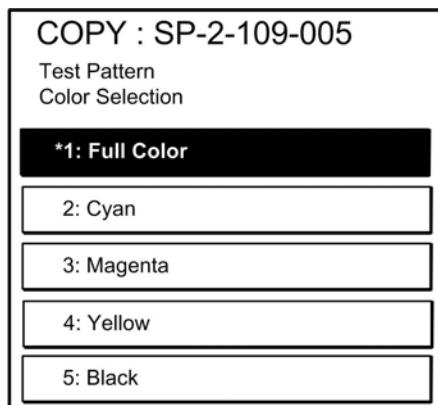 COPY : SP-2-109-005
Test Pattern
Color Selection
*1: Full Color
2: Cyan
3: Magenta
4: Yellow
5: Black